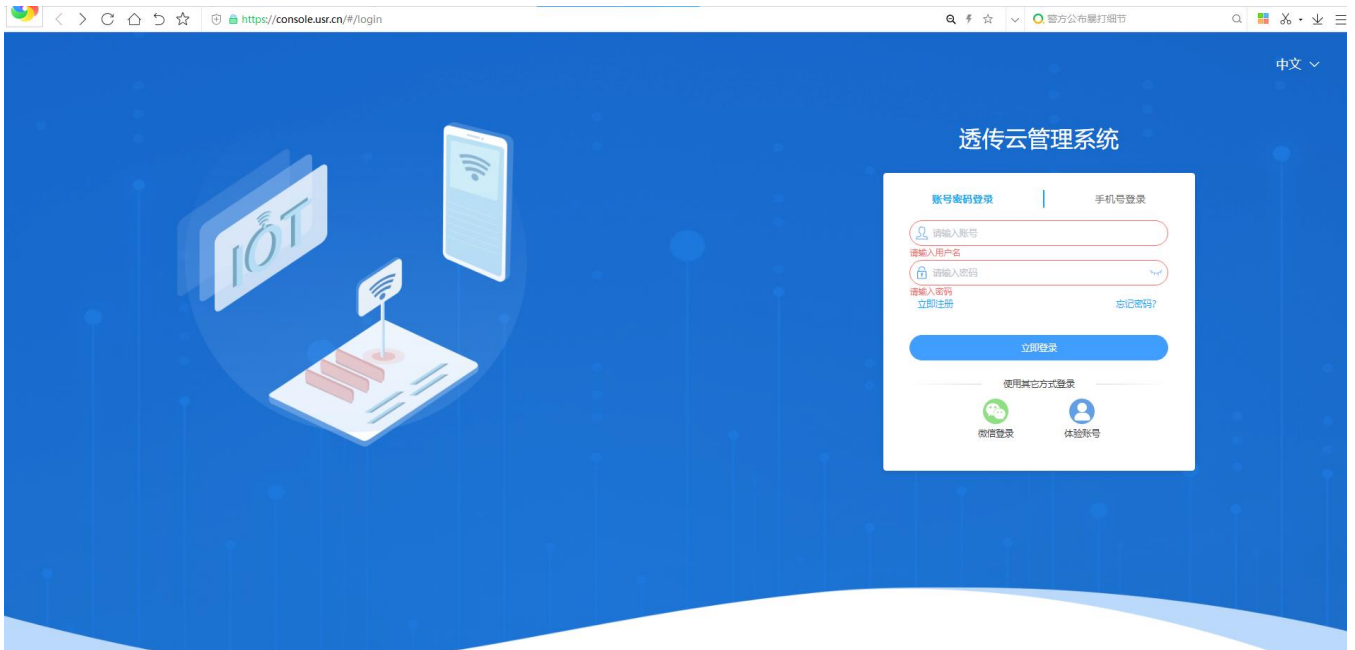 https://console.usr.cn/#/login
警方公布暴打细节
中文
IOT
透传云管理系统
账号密码登录
手机号登录
请输入账号
请输入用户名
请输入密码
请输入密码
立即注册
忘记密码?
立即登录
使用其它方式登录
微信登录
体验账号